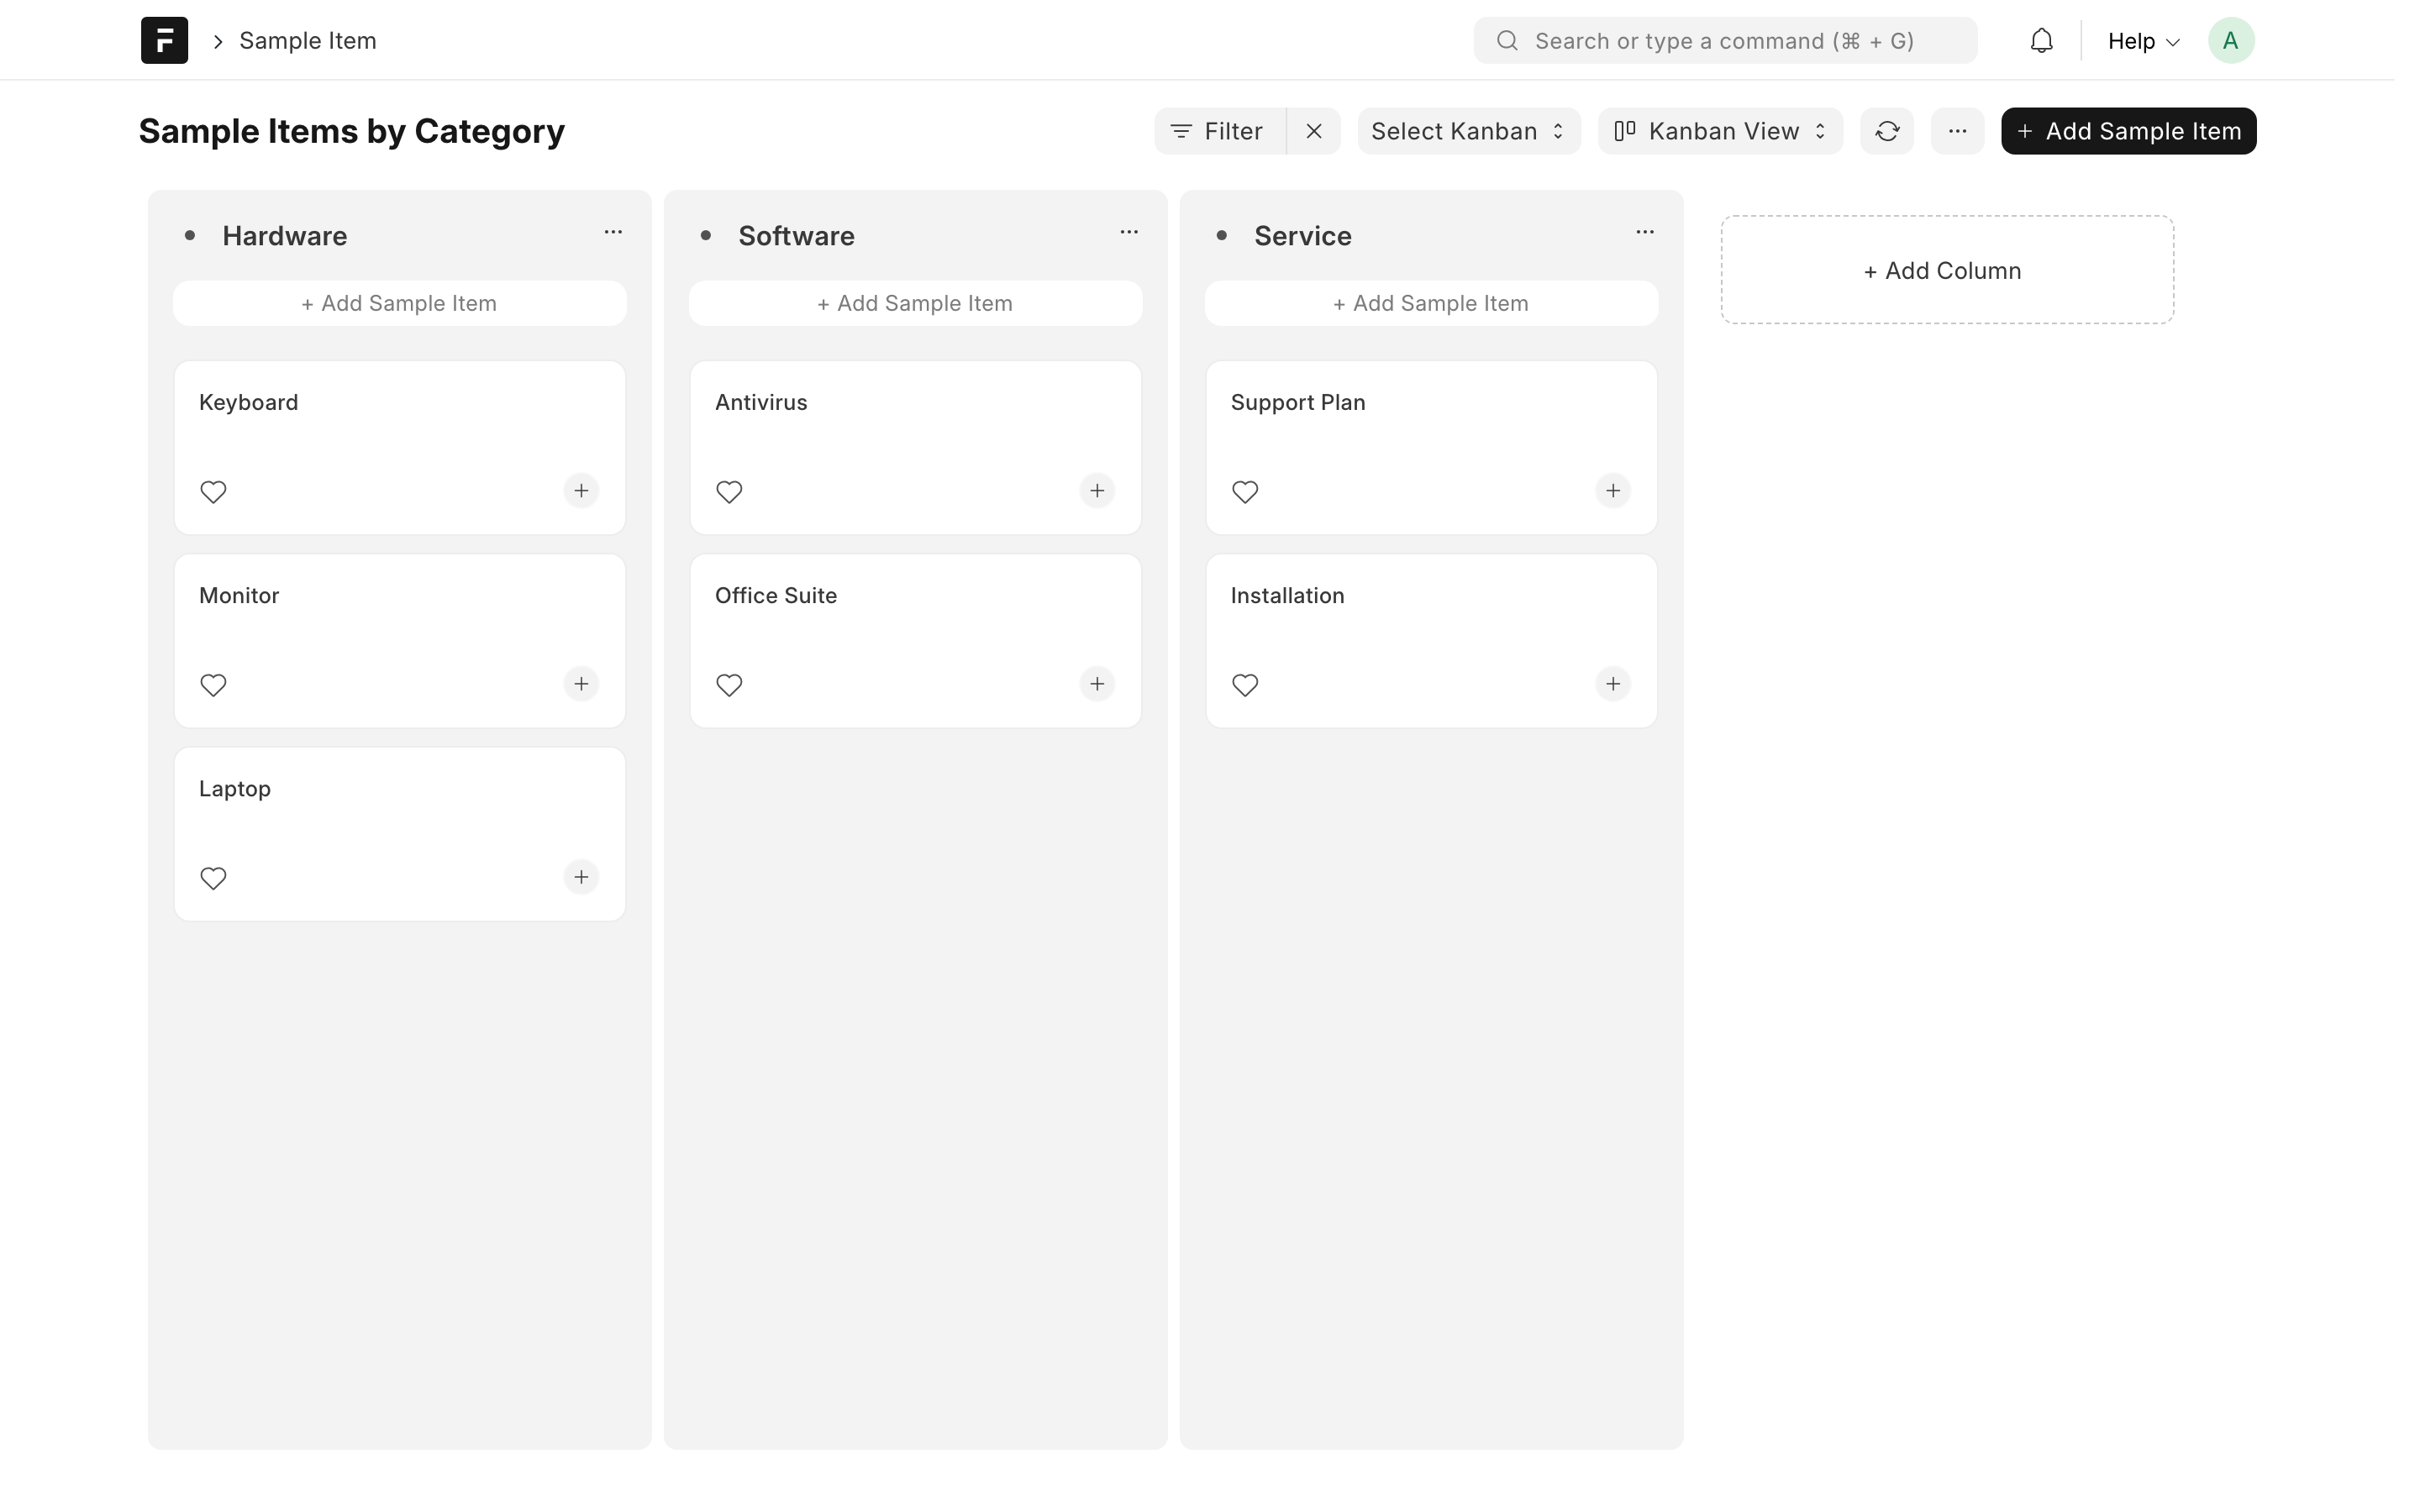 F
Sample Item
Search or type a command (⌘ + G)
Help
A
Sample Items by Category
Filter
Select Kanban
Kanban View
+ Add Sample Item
Hardware
+ Add Sample Item
Keyboard
Monitor
Laptop
Software
+ Add Sample Item
Antivirus
Office Suite
Service
+ Add Sample Item
Support Plan
Installation
+ Add Column